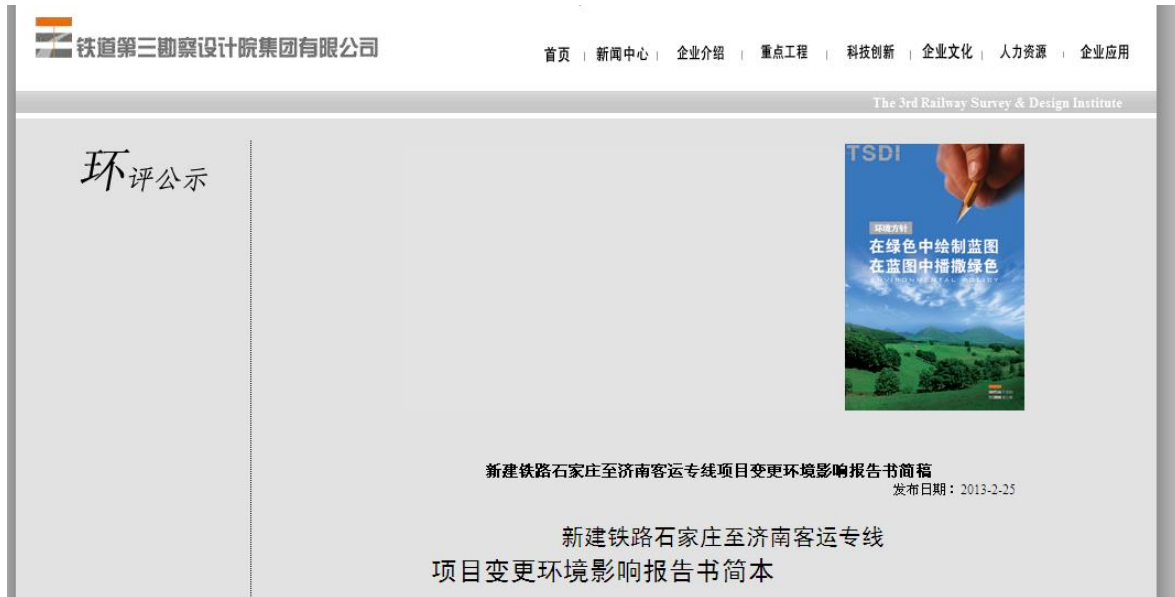 铁道第三勘察设计院集团有限公司
首页 | 新闻中心 | 企业介绍 | 重点工程 | 科技创新 | 企业文化 | 人力资源 | 企业应用
The 3rd Railway Survey & Design Institute
环评公示
TSDI
环境方针
在绿色中绘制蓝图
在蓝图中播撒绿色
ENVIRONMENTAL POLICY
新建铁路石家庄至济南客运专线项目变更环境影响报告书简稿
发布日期：2013-2-25
新建铁路石家庄至济南客运专线
项目变更环境影响报告书简本